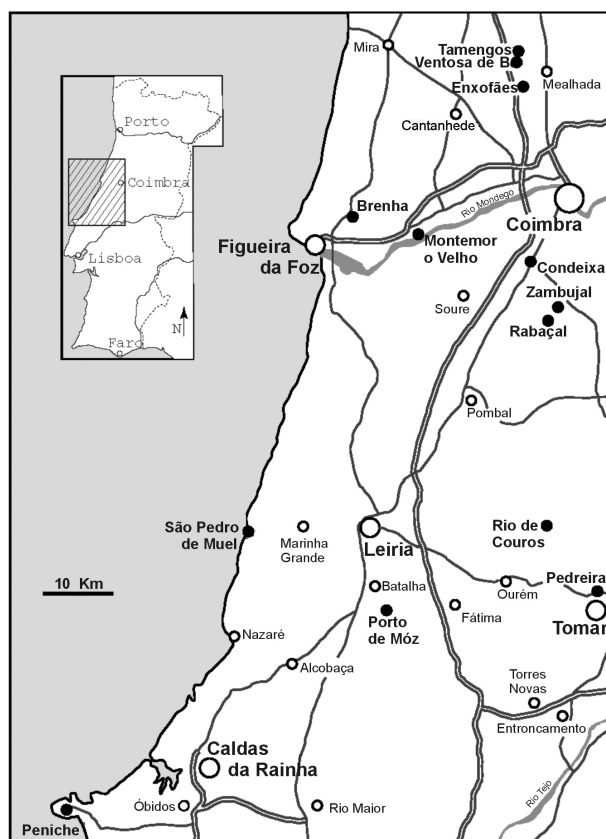 Mira
Tamengos
Ventosa de B
Enxofães
Mealhada
Cantanhede
Porto
Coimbra
Lisboa
Faro
N
Brenha
Rio Mondego
Coimbra
Figueira
da Foz
Montemor
o Velho
Condeixa
Zambujal
Rabaçal
Soure
Pombal
São Pedro
de Muel
Marinha
Grande
Leiria
Rio de
Couros
10 Km
Batalha
Ourém
Pedreira
Porto
de Móz
Fátima
Tomar
Nazaré
Alcobaça
Torres
Novas
Entroncamento
Caldas
da Rainha
Óbidos
Rio Maior
Rio Tejo
Peniche